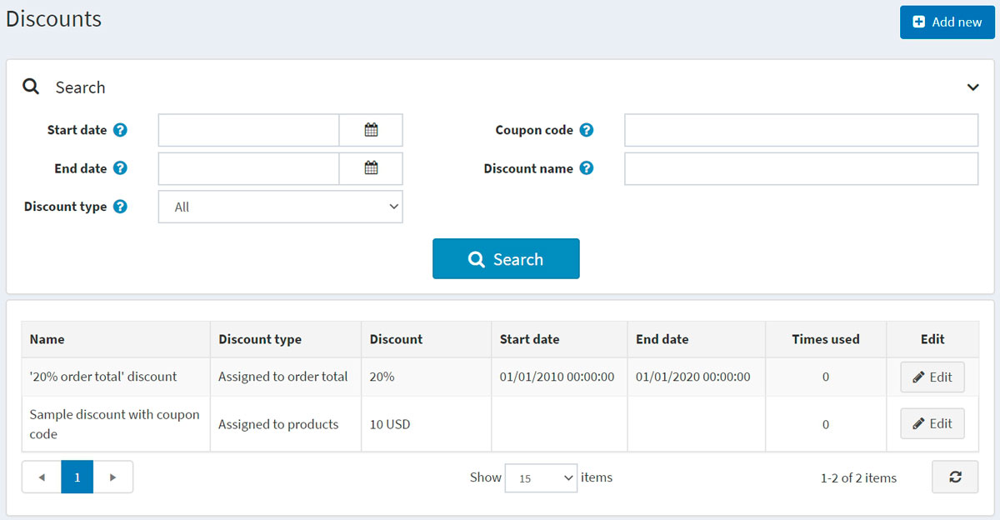 Discounts
Add new
Search
Start date ?
Coupon code ?
End date ?
Discount name ?
Discount type ?
All
Search
Name Discount type Discount Start date End date Times used Edit
'20% order total' discount Assigned to order total 20% 01/01/2010 00:00:00 01/01/2020 00:00:00 0 Edit
Sample discount with coupon
code
Assigned to products 10 USD 0 Edit
1
Show 15 items
1-2 of 2 items